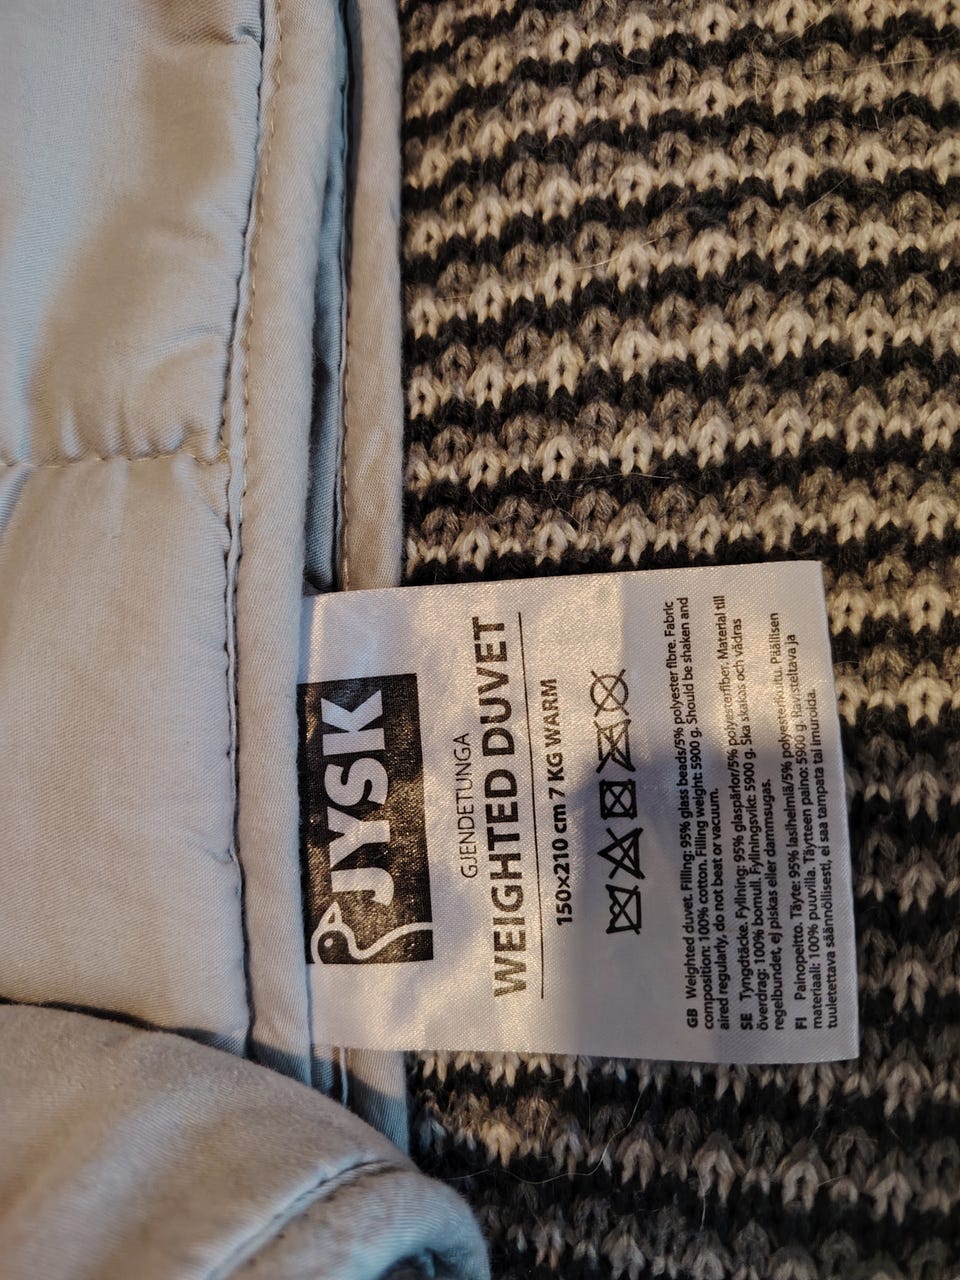 JYSK
GJENDETUNGA
WEIGHTED DUVET
150x210 cm 7 KG WARM
GB Weighted duvet. Filling: 95% glass beads/5% polyester fibre. Fabric
composition: 100% cotton. Filling weight: 5900 g. Should be shaken and
aired regularly, do not beat or vacuum.
SE Tyngdtäcke. Fyllning: 95% glaspärlor/5% polyesterfiber. Material till
överdrag: 100% bomull. Fyllningsvikt: 5900 g. Ska skakas och vädras
regelbundet, ej piskas eller dammsugas.
FI Painopeitto. Täyte: 95% lasihelmiä/5% polyesterikuitu. Päällisen
materiaali: 100% puuvilla. Täytteen paino: 5900 g. Ravisteltava ja
tuuletettava säännöllisesti, ei saa tampata tai imuroida.